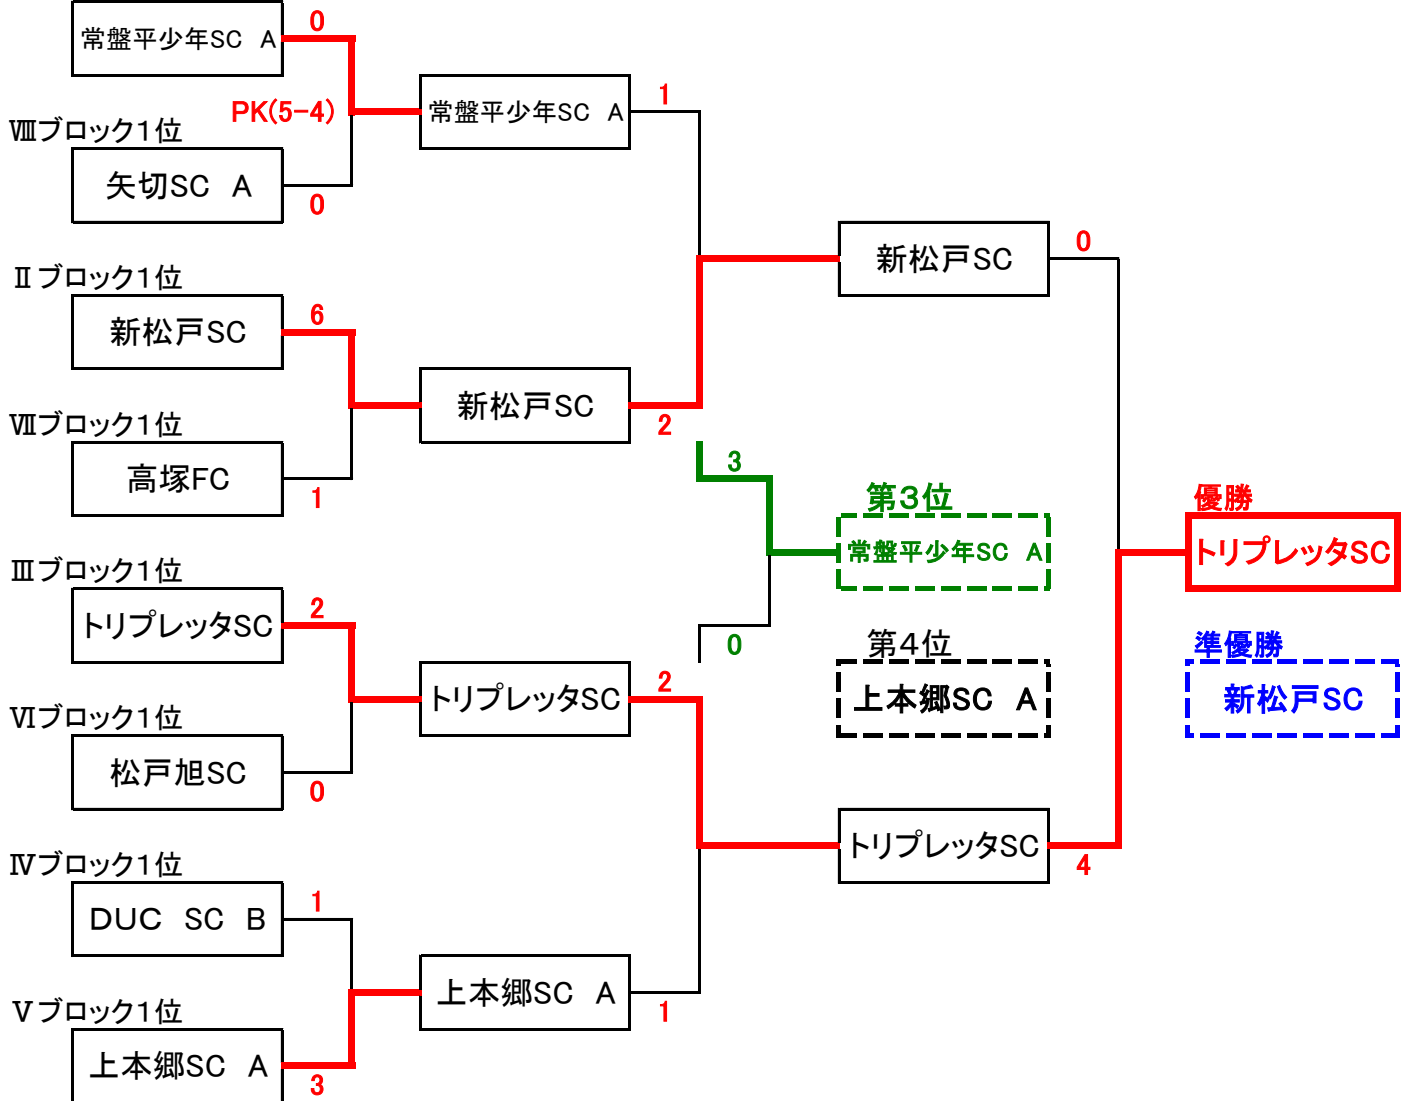 常盤平少年SC　A
0
PK(5-4)
常盤平少年SC　A
1
Ⅷブロック１位
矢切SC　A
0
新松戸SC
0
Ⅱブロック１位
新松戸SC
6
新松戸SC
2
Ⅶブロック１位
高塚FC
1
3
第３位
常盤平少年SC　A
優勝
トリプレッタSC
Ⅲブロック１位
トリプレッタSC
2
0
第４位
上本郷SC　A
準優勝
新松戸SC
トリプレッタSC
2
Ⅵブロック１位
松戸旭SC
0
トリプレッタSC
4
Ⅳブロック１位
ＤＵＣ　SC　B
1
上本郷SC　A
1
Ⅴブロック１位
上本郷SC　A
3